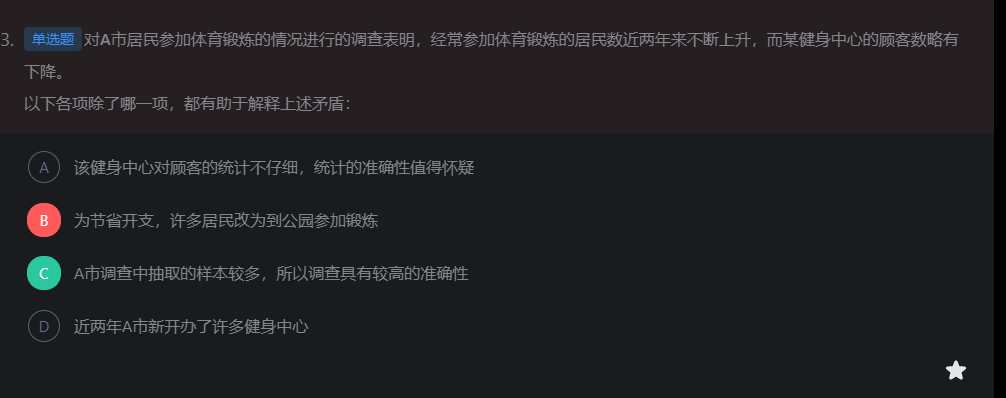 3. 单选题 对A市居民参加体育锻炼的情况进行的调查表明，经常参加体育锻炼的居民数近两年来不断上升，而某健身中心的顾客数略有
下降。
以下各项除了哪一项，都有助于解释上述矛盾：
A 该健身中心对顾客的统计不仔细，统计的准确性值得怀疑
B 为节省开支，许多居民改为到公园参加锻炼
C A市调查中抽取的样本较多，所以调查具有较高的准确性
D 近两年A市新开办了许多健身中心